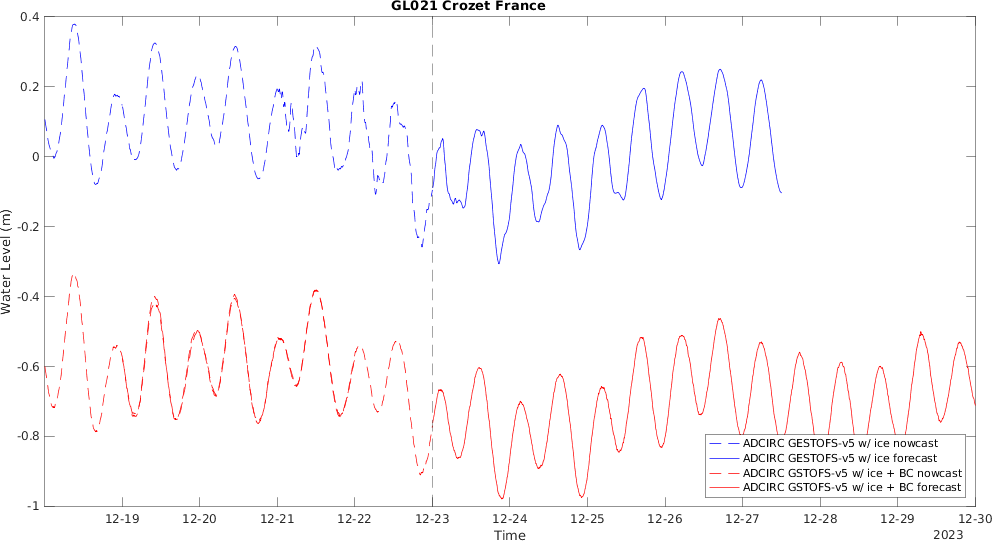 GL021 Crozet France
0.4
0.2
0
-0.2
-0.4
-0.6
-0.8
-1
Water Level (m)
ADCIRC GESTOFS-v5 w/ ice nowcast
ADCIRC GESTOFS-v5 w/ ice forecast
ADCIRC GSTOFS-v5 w/ ice + BC nowcast
ADCIRC GSTOFS-v5 w/ ice + BC forecast
12-19 12-20 12-21 12-22 12-23 12-24 12-25 12-26 12-27 12-28 12-29 12-30
Time
2023